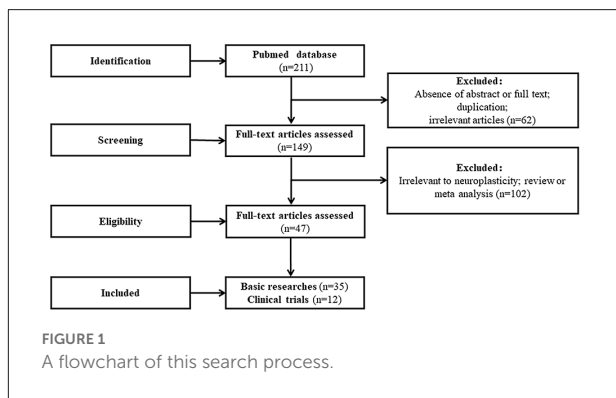 Identification
Pubmed database
(n=211)
Excluded:
Absence of abstract or full text;
duplication;
irrelevant articles (n=62)
Screening
Full-text articles assessed
(n=149)
Excluded:
Irrelevant to neuroplasticity; review or
meta analysis (n=102)
Eligibility
Full-text articles assessed
(n=47)
Included
Basic researches (n=35)
Clinical trials (n=12)
FIGURE 1
A flowchart of this search process.